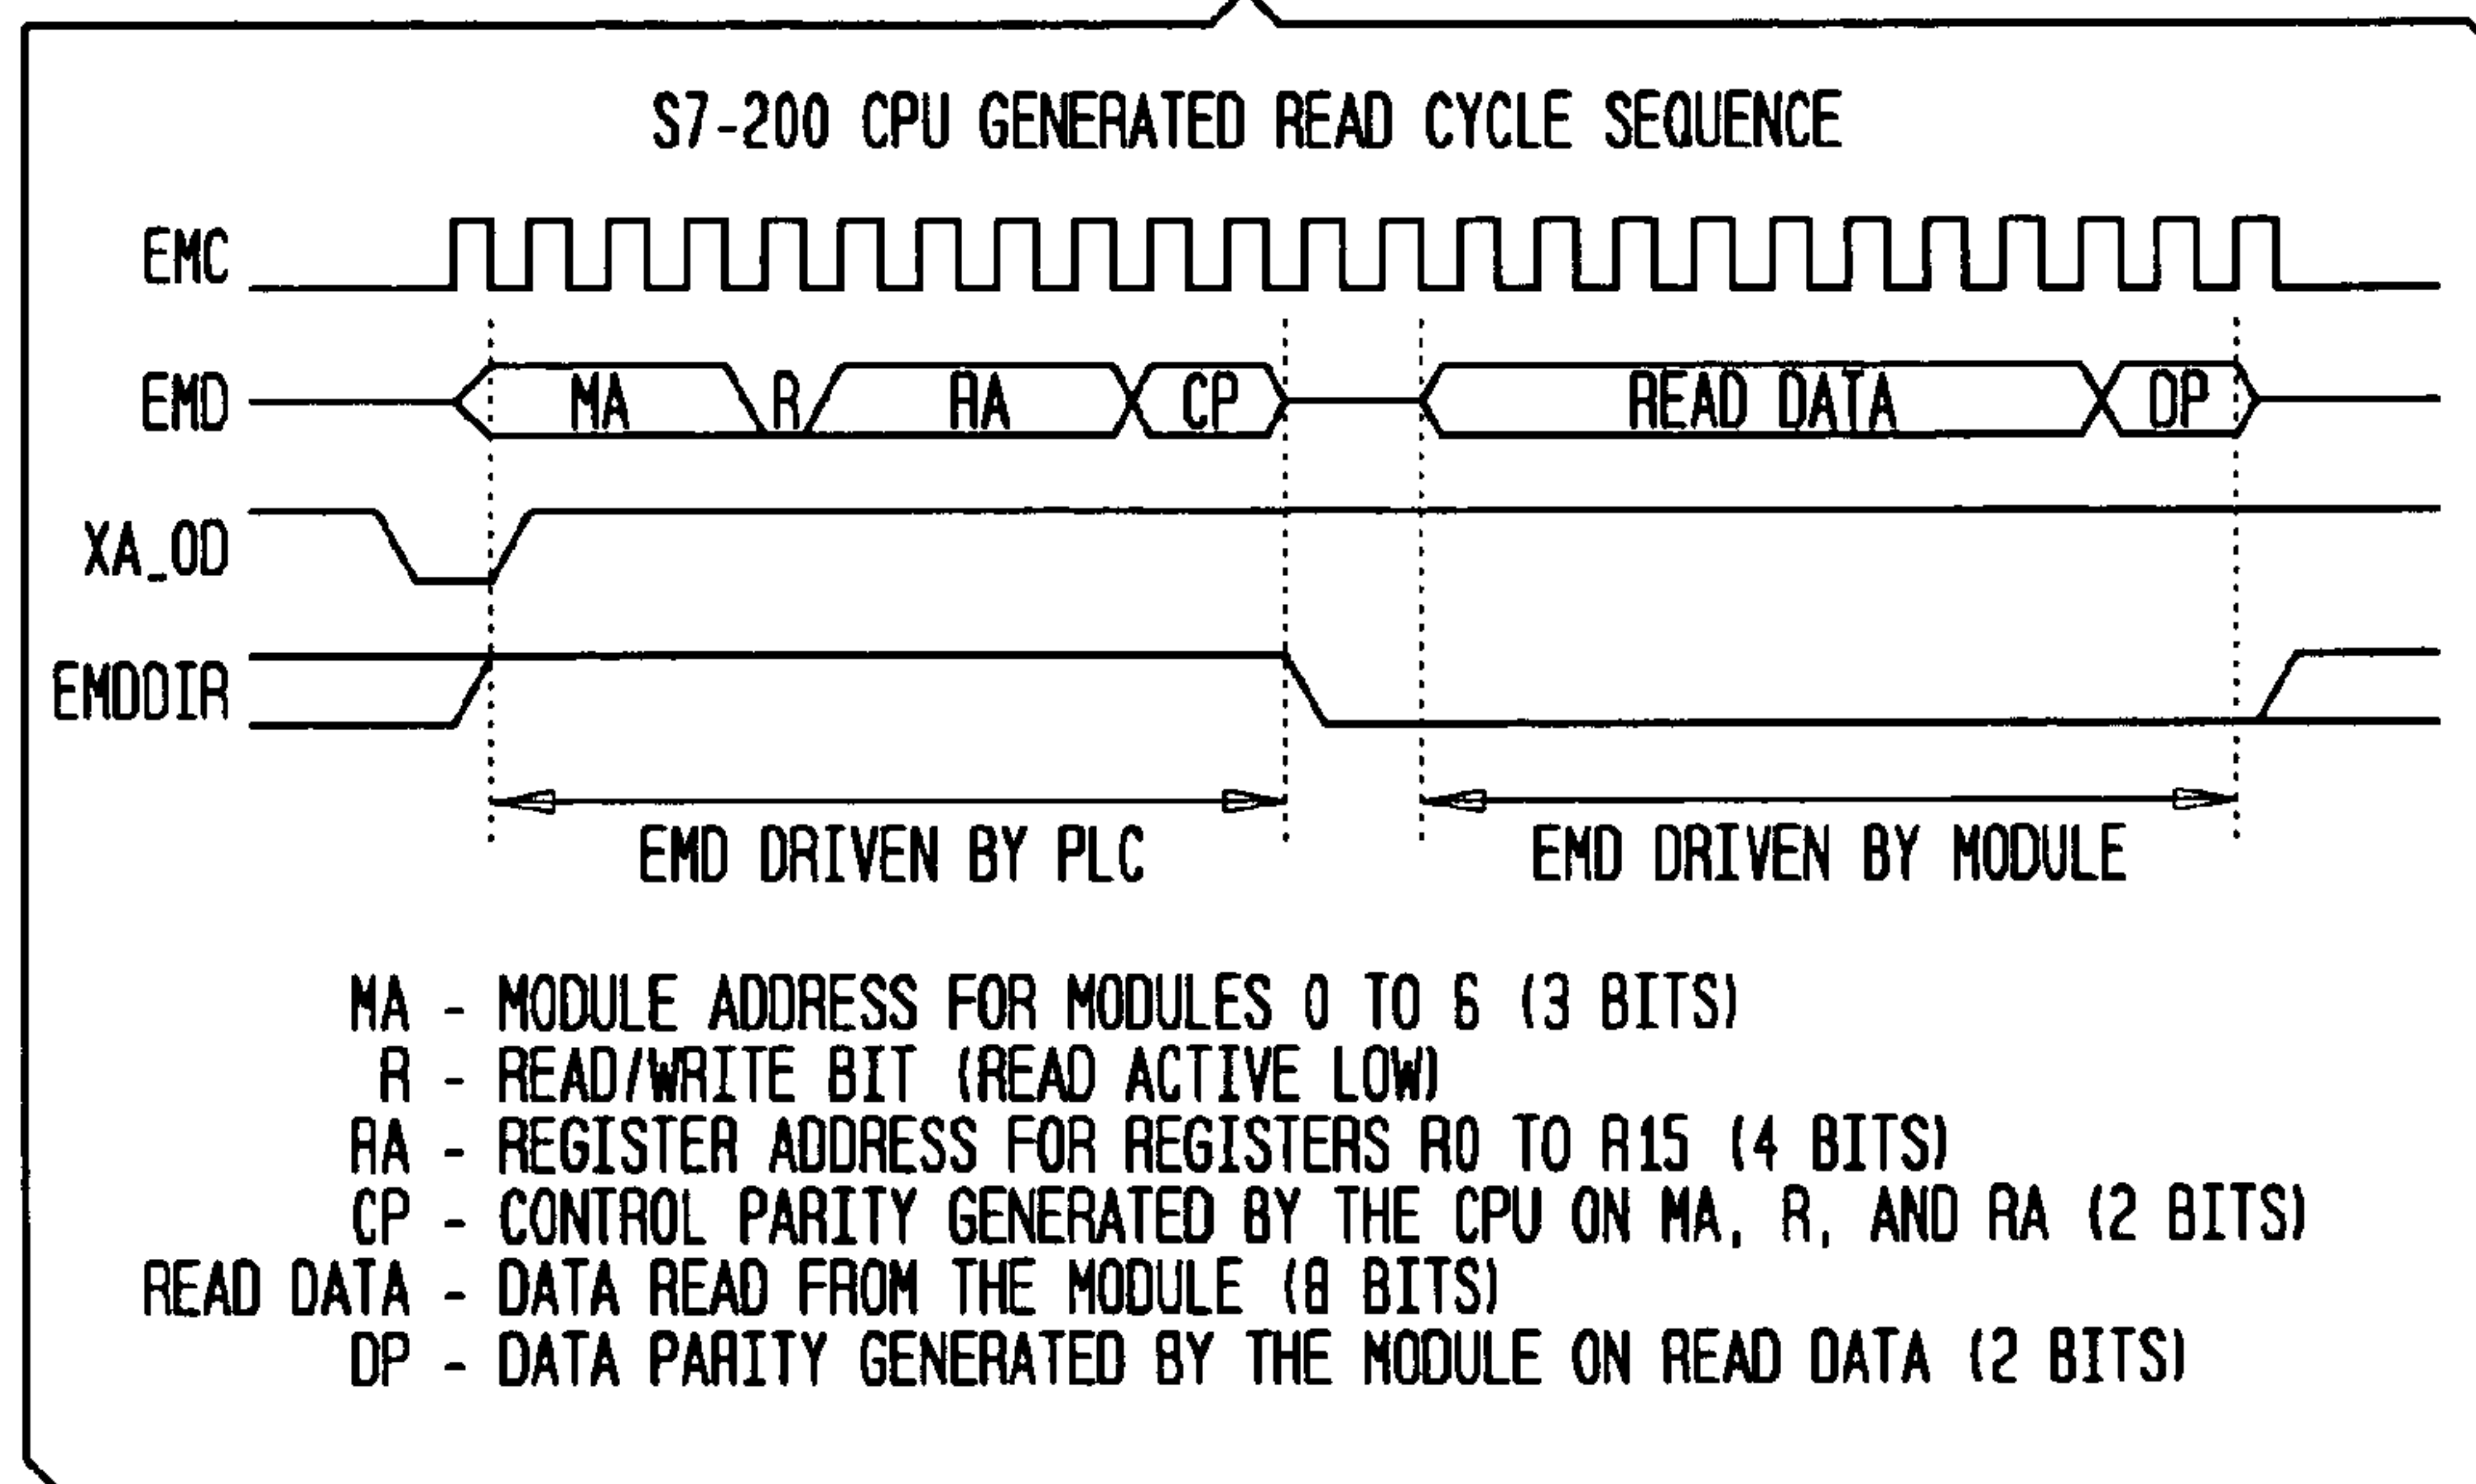 S7-200 CPU GENERATED READ CYCLE SEQUENCE
EMC
EMD
MA R RA CP READ DATA DP
XA_OD
EMDDIR
EMD DRIVEN BY PLC EMD DRIVEN BY MODULE
MA - MODULE ADDRESS FOR MODULES 0 TO 6 (3 BITS)
R - READ/WRITE BIT (READ ACTIVE LOW)
RA - REGISTER ADDRESS FOR REGISTERS R0 TO R15 (4 BITS)
CP - CONTROL PARITY GENERATED BY THE CPU ON MA, R, AND RA (2 BITS)
READ DATA - DATA READ FROM THE MODULE (8 BITS)
DP - DATA PARITY GENERATED BY THE MODULE ON READ DATA (2 BITS)